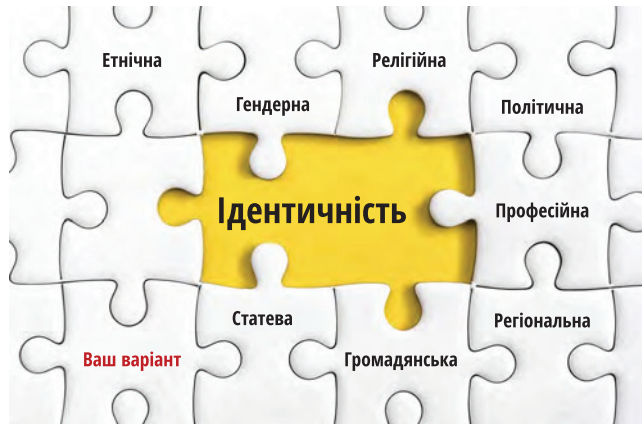 Етнічна
Релігійна
Гендерна
Політична
Ідентичність
Професійна
Статева
Регіональна
Ваш варіант
Громадянська